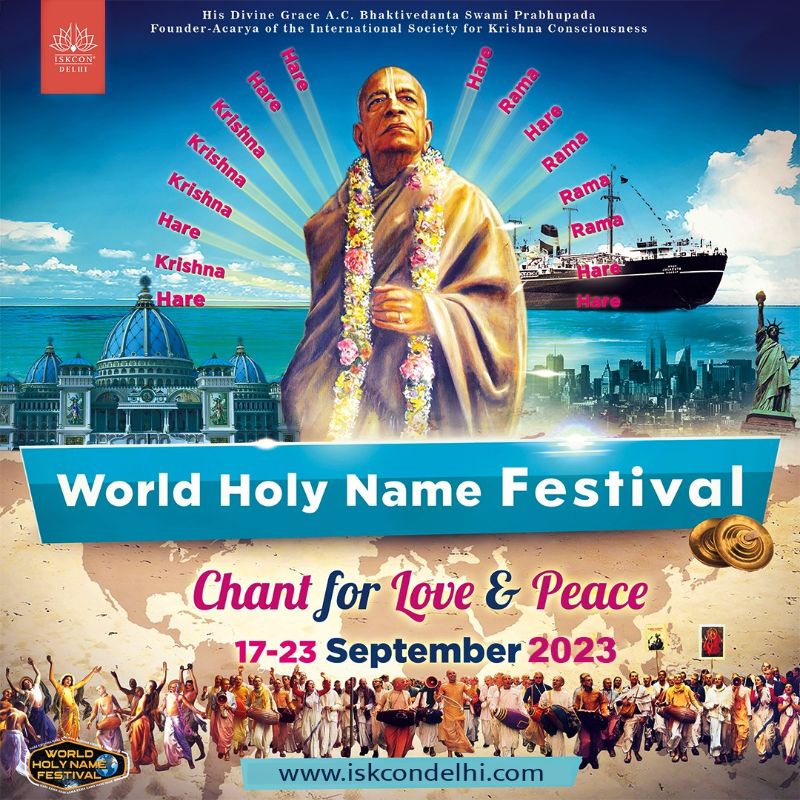 His Divine Grace A.C. Bhaktivedanta Swami Prabhupada
Founder-Acarya of the International Society for Krishna Consciousness
ISKCON®
DELHI
Hare
Krishna
Hare
Krishna
Krishna
Krishna
Hare
Hare
Hare
Rama
Hare
Rama
Rama
Rama
Hare
Hare
World Holy Name Festival
Chant for Love & Peace
17-23 September 2023
WORLD
HOLY NAME
FESTIVAL
www.iskcondelhi.com